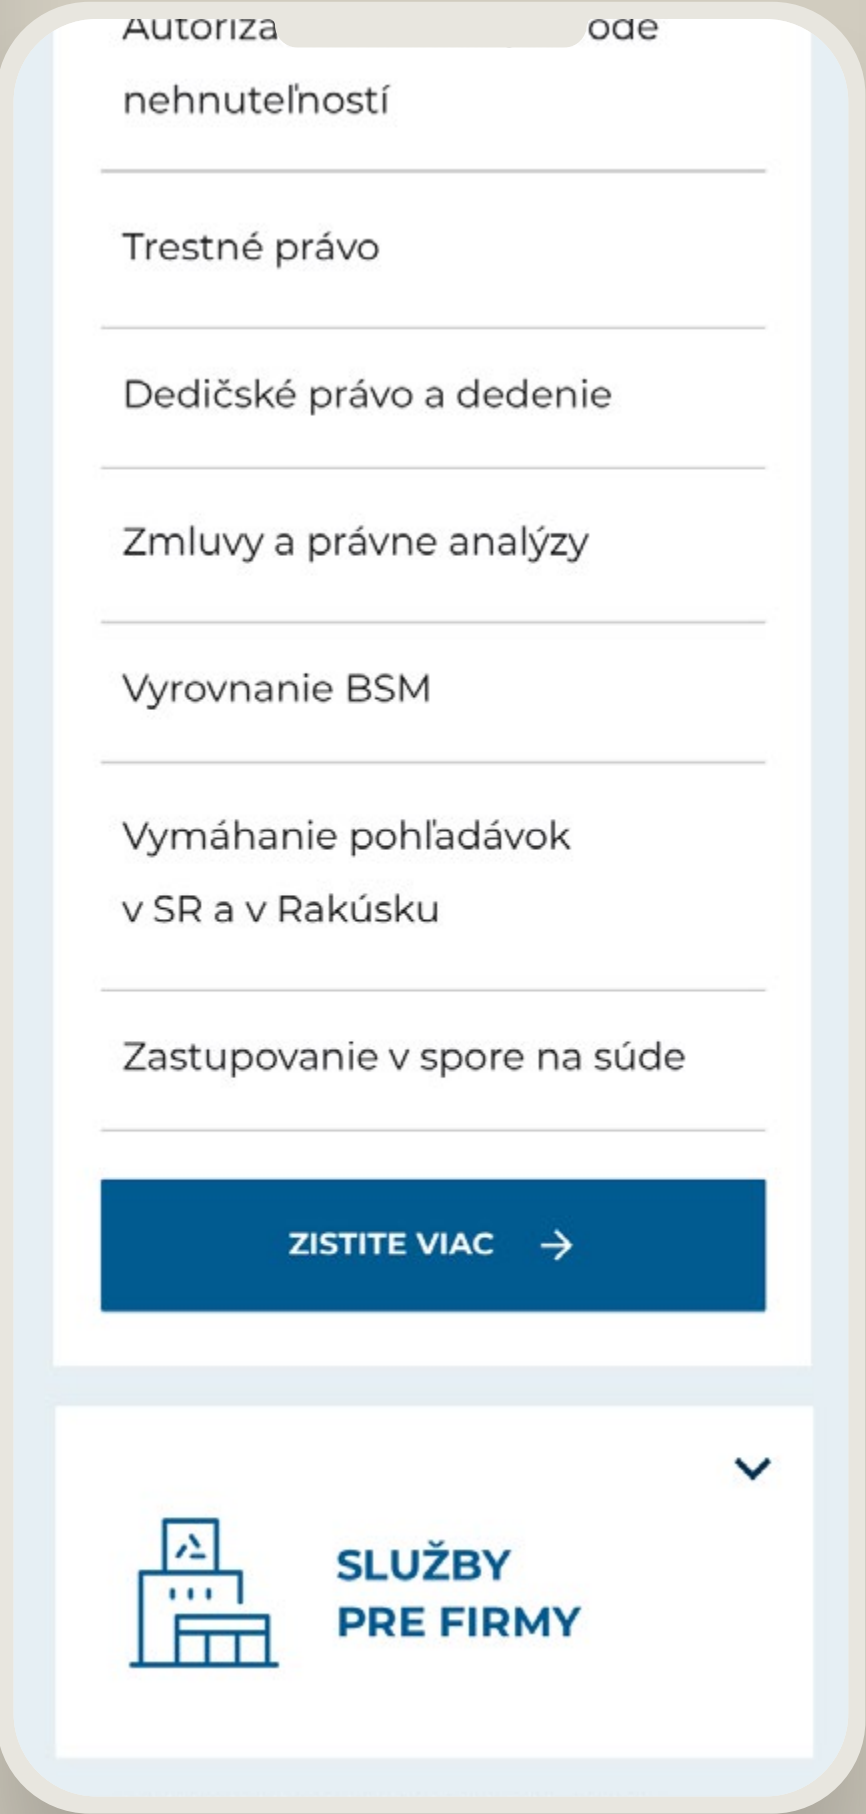 nehnuteľností
Trestné právo
Dedičské právo a dedenie
Zmluvy a právne analýzy
Vyrovnanie BSM
Vymáhanie pohľadávok
v SR a v Rakúsku
Zastupovanie v spore na súde
ZISTITE VIAC →
SLUŽBY
PRE FIRMY